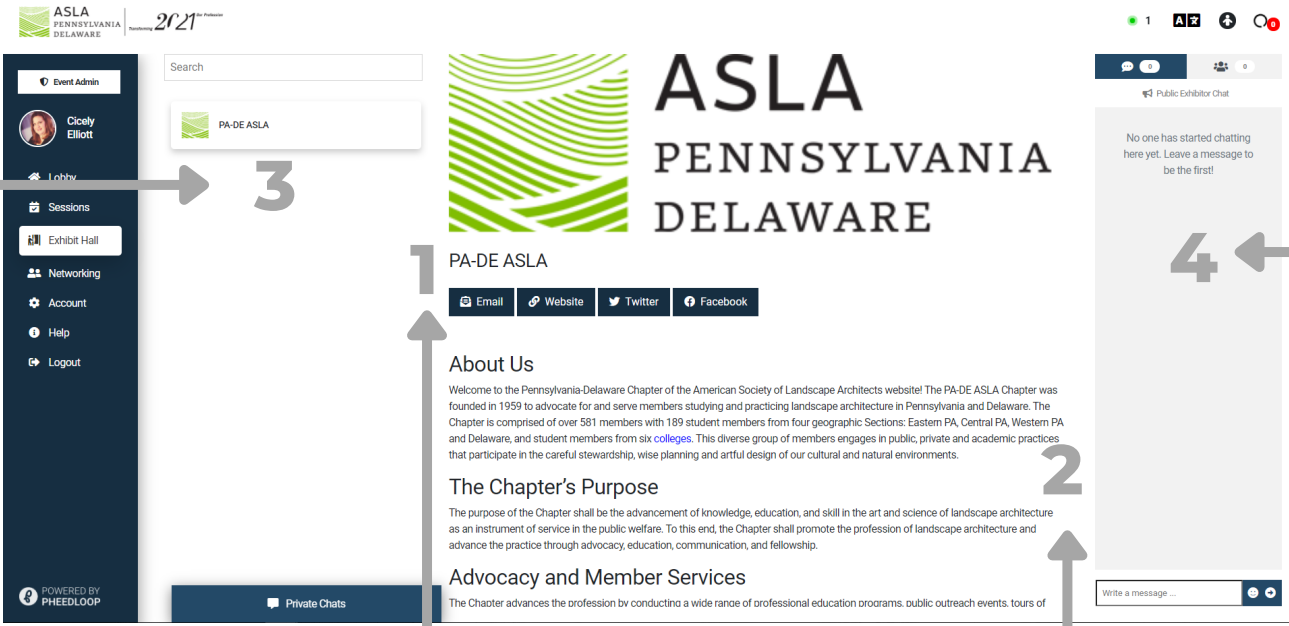 ASLA
PENNSYLVANIA
DELAWARE
Transforming 2021 Our Profession
1
A
0
Event Admin
Cicely
Elliott
Lobby
Sessions
Exhibit Hall
Networking
Account
Help
Logout
POWERED BY
PHEEDLOOP
Search
PA-DE ASLA
3
Private Chats
ASLA
PENNSYLVANIA
DELAWARE
1
PA-DE ASLA
Email
Website
Twitter
Facebook
About Us
Welcome to the Pennsylvania-Delaware Chapter of the American Society of Landscape Architects website! The PA-DE ASLA Chapter was
founded in 1959 to advocate for and serve members studying and practicing landscape architecture in Pennsylvania and Delaware. The
Chapter is comprised of over 581 members with 189 student members from four geographic Sections: Eastern PA, Central PA, Western PA
and Delaware, and student members from six colleges. This diverse group of members engages in public, private and academic practices
that participate in the careful stewardship, wise planning and artful design of our cultural and natural environments.
2
The Chapter's Purpose
The purpose of the Chapter shall be the advancement of knowledge, education, and skill in the art and science of landscape architecture
as an instrument of service in the public welfare. To this end, the Chapter shall promote the profession of landscape architecture and
advance the practice through advocacy, education, communication, and fellowship.
Advocacy and Member Services
The Chapter advances the profession by conducting a wide range of professional education programs, public outreach events, tours of
0
0
Public Exhibitor Chat
No one has started chatting
here yet. Leave a message to
be the first!
4
Write a message ...